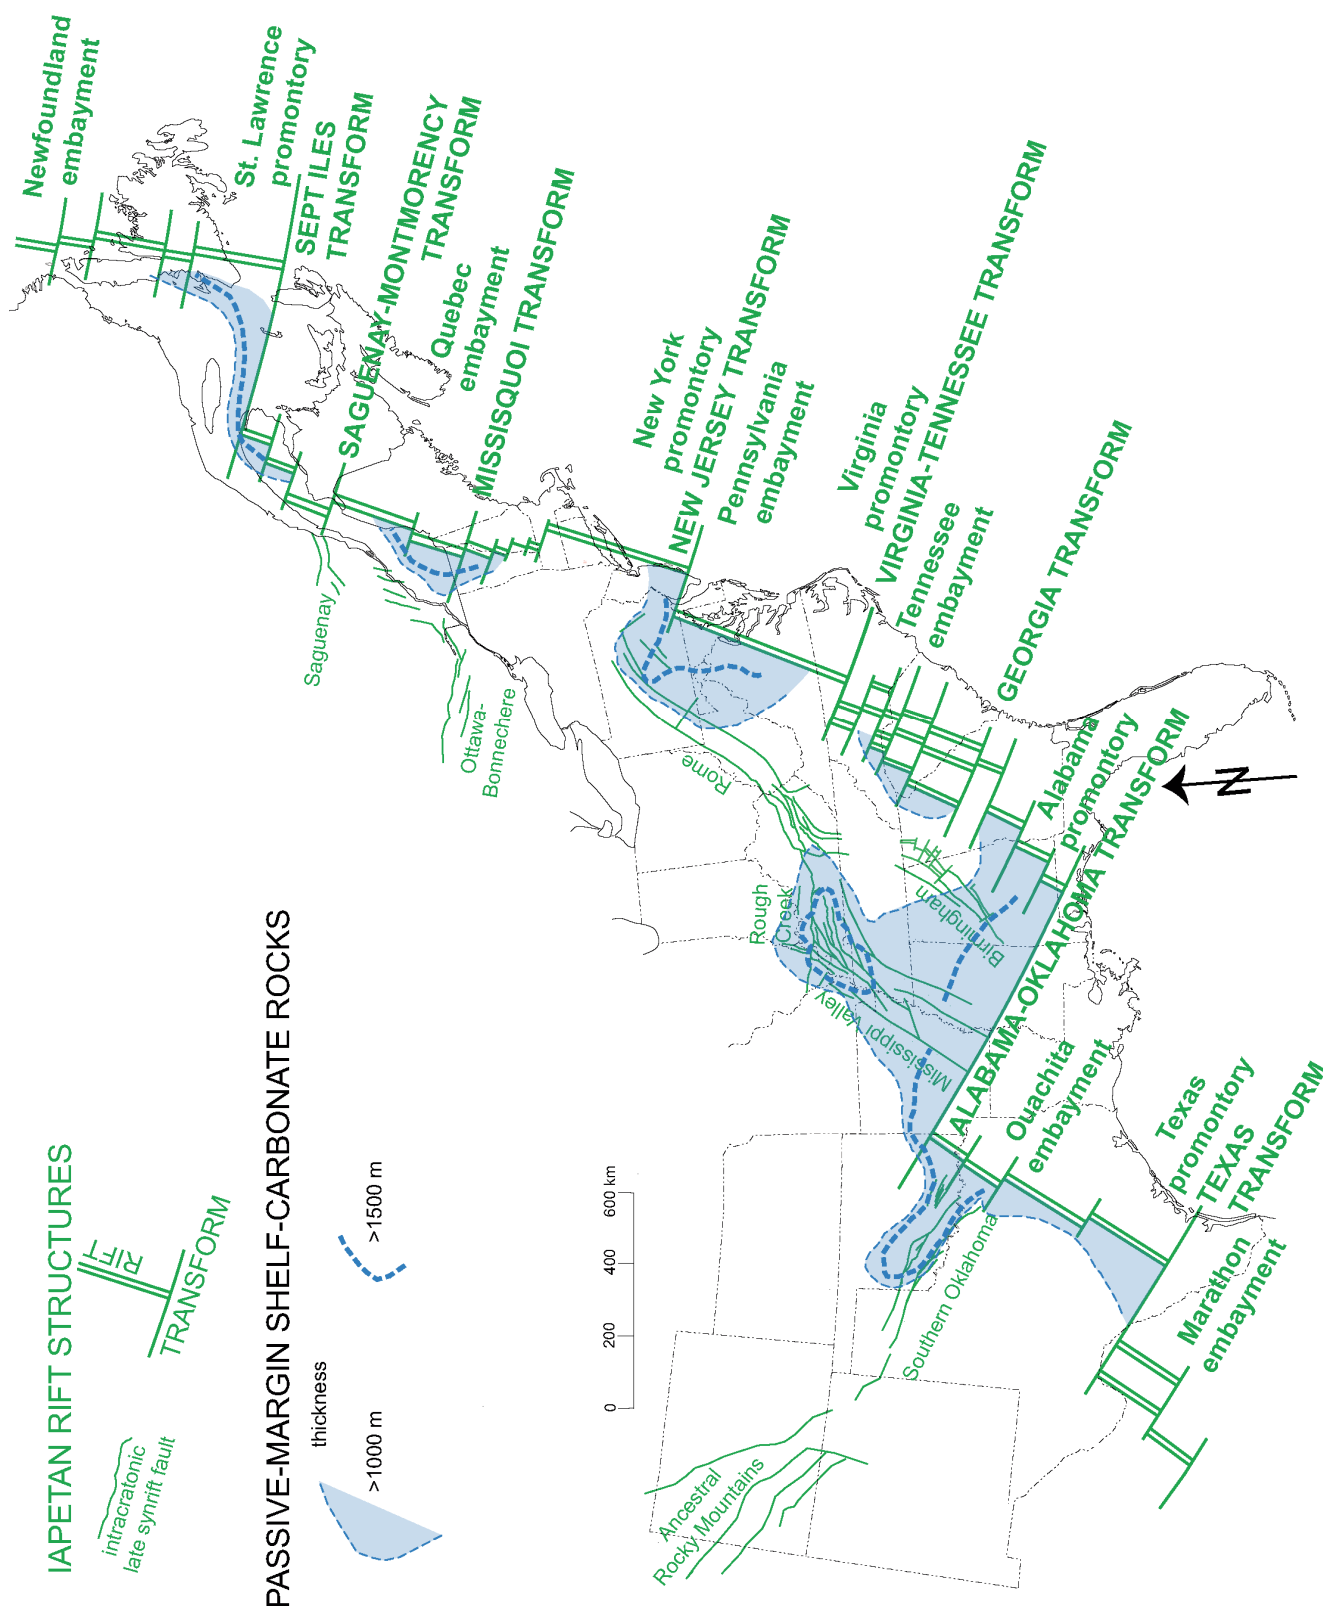 IAPETAN RIFT STRUCTURES
intracratonic
late synrift fault
RIFT
TRANSFORM
PASSIVE-MARGIN SHELF-CARBONATE ROCKS
thickness
>1000 m
>1500 m
0
200
400
600 km
Newfoundland
embayment
St. Lawrence
promontory
SEPT ILES
TRANSFORM
SAGUENAY-MONTMORENCY
TRANSFORM
Quebec
embayment
MISSISQUOI TRANSFORM
New York
promontory
NEW JERSEY TRANSFORM
Pennsylvania
embayment
Virginia
promontory
VIRGINIA-TENNESSEE TRANSFORM
Tennessee
embayment
GEORGIA TRANSFORM
Alabama
promontory
ALABAMA-OKLAHOMA TRANSFORM
Ouachita
embayment
Texas
promontory
TEXAS
TRANSFORM
Marathon
embayment
Saguenay
Ottawa-
Bonnechere
Rome
Rough
Creek
Birmingham
Mississippi Valley
Southern Oklahoma
Ancestral
Rocky Mountains
N